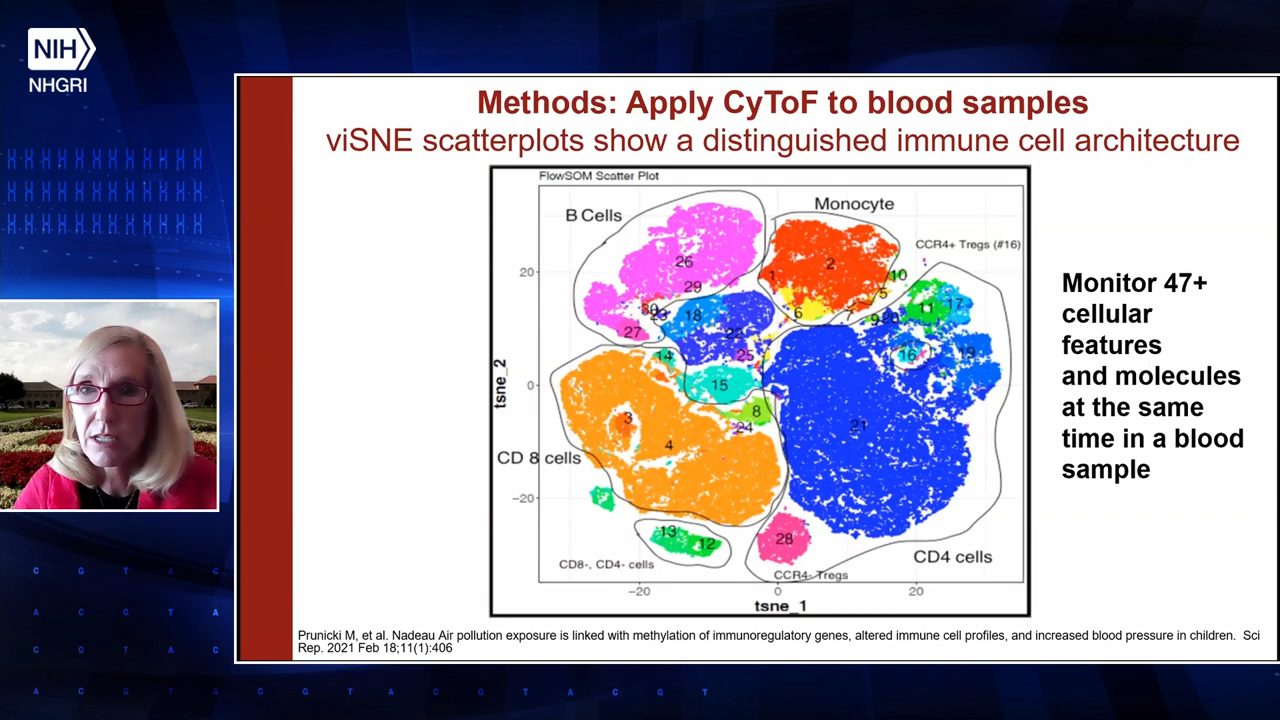 NIH
NHGRI
Methods: Apply CyToF to blood samples
viSNE scatterplots show a distinguished immune cell architecture
FlowSOM Scatter Plot
B Cells
Monocyte
CCR4+ Tregs (#16)
26
2
1
10
29
5
11
17
20
18
6
7
9
27
22
14
25
16
19
15
0
8
3
24
21
4
CD 8 cells
−20
13
12
28
CD8-, CD4- cells
CD4 cells
CCR4- Tregs
−20
0
20
tsne_1
tsne_2
Monitor 47+
cellular
features
and molecules
at the same
time in a blood
sample
Prunicki M, et al. Nadeau Air pollution exposure is linked with methylation of immunoregulatory genes, altered immune cell profiles, and increased blood pressure in children. Sci
Rep. 2021 Feb 18;11(1):406
C G T A C
A C G T A
C G T A C
A C G T A C G T A C G T A C G T